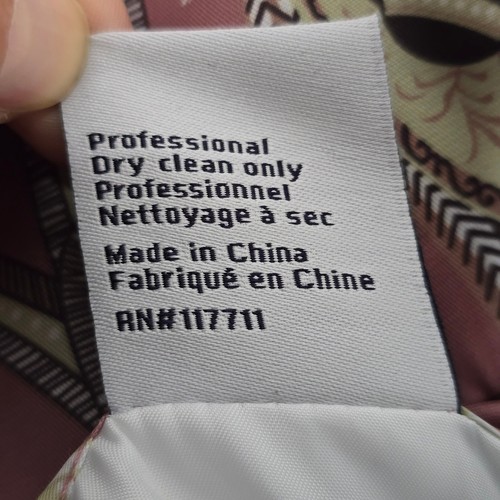 Professional
Dry clean only
Professionnel
Nettoyage à sec
Made in China
Fabriqué en Chine
RN#117711